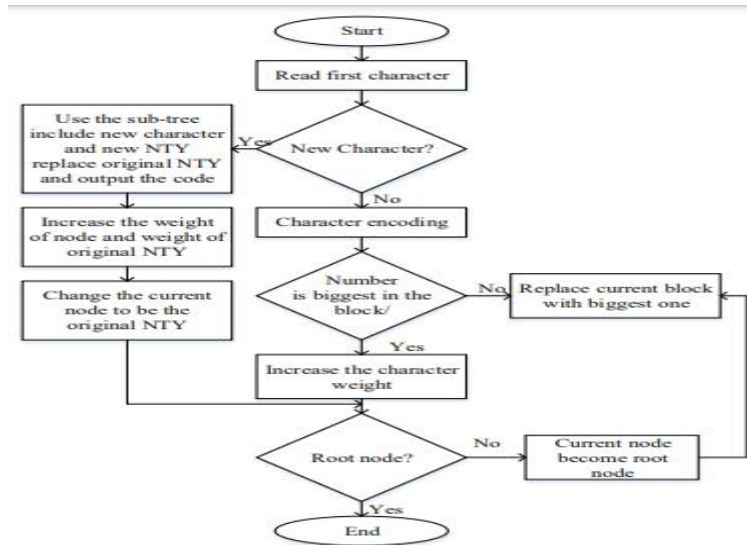 Start
Read first character
Use the sub-tree
include new character
and new NTY
replace original NTY
and output the code
Yes
New Character?
No
Increase the weight
of node and weight of
original NTY
Character encoding
Change the current
node to be the
original NTY
Number
is biggest in the
block/
No
Replace current block
with biggest one
Yes
Increase the character
weight
Root node?
No
Current node
become root
node
Yes
End